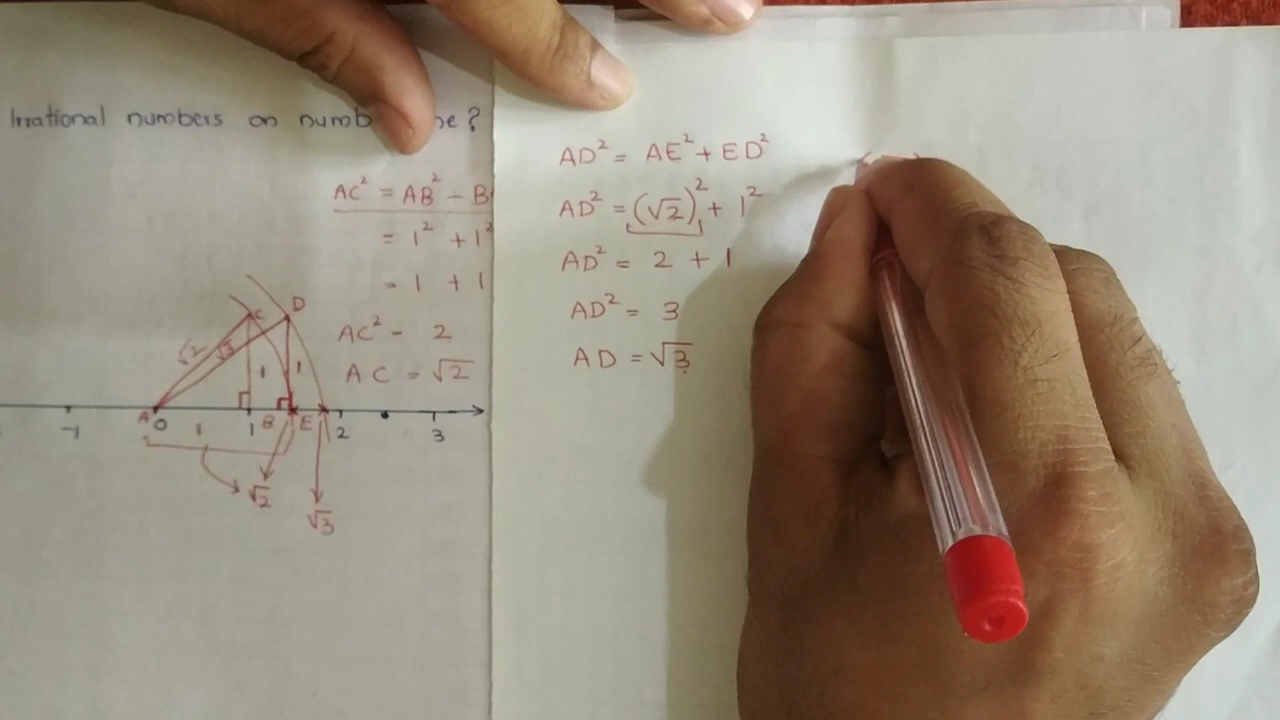 Irrational numbers on numb ne?
AC² = AB² - B
= 1² + 1²
= 1 + 1
AC² - 2
AC = √2
C
D
√2
√3
1
1
A
0
1
1
B
E
-1
2
3
√2
√3
AD² = AE² + ED²
AD² = (√2)² + 1²
AD² = 2 + 1
AD² = 3
AD = √3